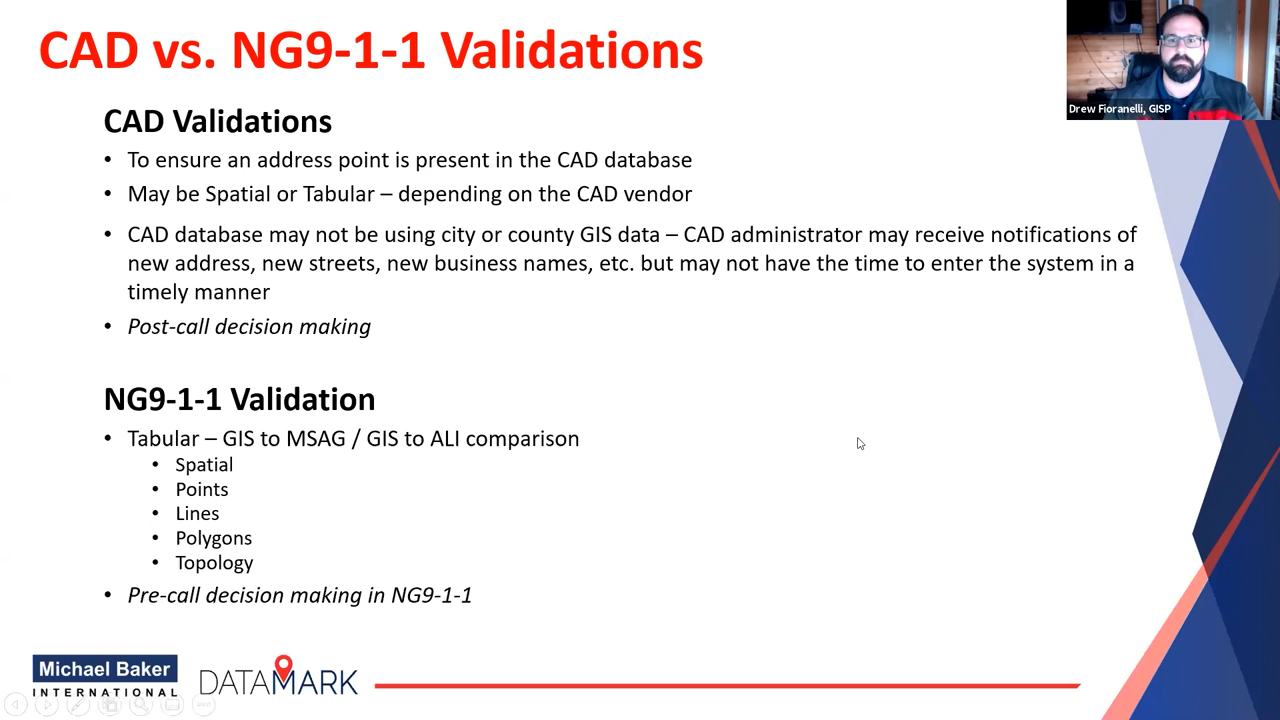 CAD vs. NG9-1-1 Validations
Drew Fioranelli, GISP
CAD Validations
• To ensure an address point is present in the CAD database
• May be Spatial or Tabular – depending on the CAD vendor
• CAD database may not be using city or county GIS data – CAD administrator may receive notifications of
new address, new streets, new business names, etc. but may not have the time to enter the system in a
timely manner
• Post-call decision making
NG9-1-1 Validation
• Tabular – GIS to MSAG / GIS to ALI comparison
• Spatial
• Points
• Lines
• Polygons
• Topology
• Pre-call decision making in NG9-1-1
Michael Baker
INTERNATIONAL
DATAMARK